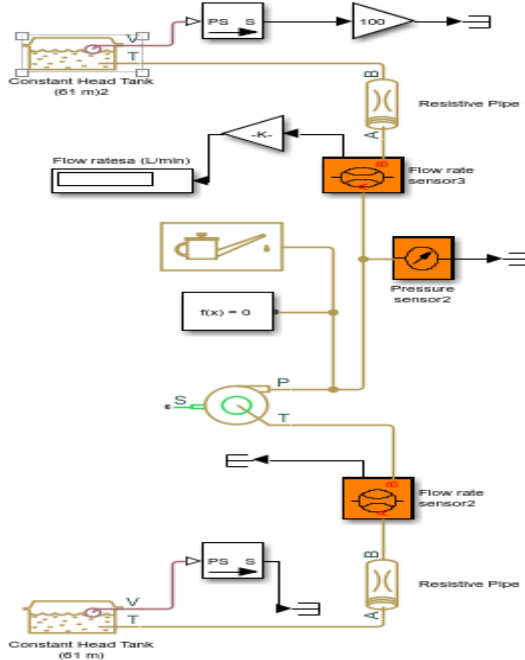 V
PS S
100
T
Constant Head Tank
(61 m)2
B
Resistive Pipe
A
-K-
Flow ratesa (L/min)
B
A
Flow rate
sensor3
Pressure
sensor2
f(x) = 0
P
S
T
B
A
Flow rate
sensor2
PS S
B
Resistive Pipe
A
V
T
Constant Head Tank
(61 m)